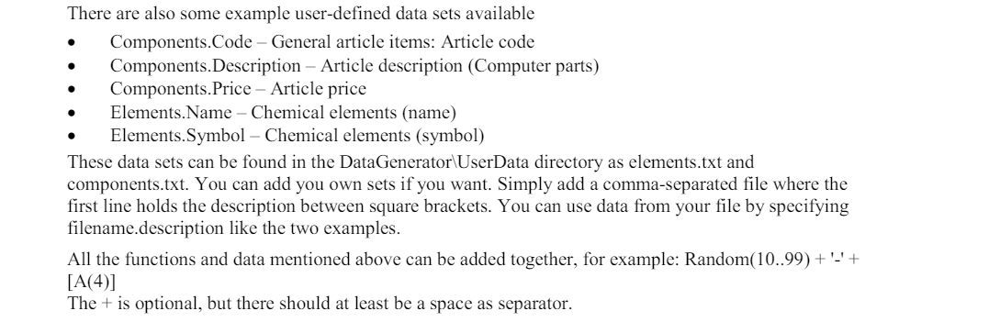 There are also some example user-defined data sets available
• Components.Code – General article items: Article code
• Components.Description – Article description (Computer parts)
• Components.Price – Article price
• Elements.Name – Chemical elements (name)
• Elements.Symbol – Chemical elements (symbol)
These data sets can be found in the DataGenerator\UserData directory as elements.txt and
components.txt. You can add you own sets if you want. Simply add a comma-separated file where the
first line holds the description between square brackets. You can use data from your file by specifying
filename.description like the two examples.
All the functions and data mentioned above can be added together, for example: Random(10..99) + '-' +
[A(4)]
The + is optional, but there should at least be a space as separator.